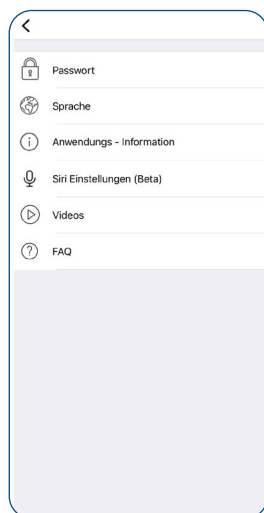 Passwort
Sprache
Anwendungs - Information
Siri Einstellungen (Beta)
Videos
FAQ